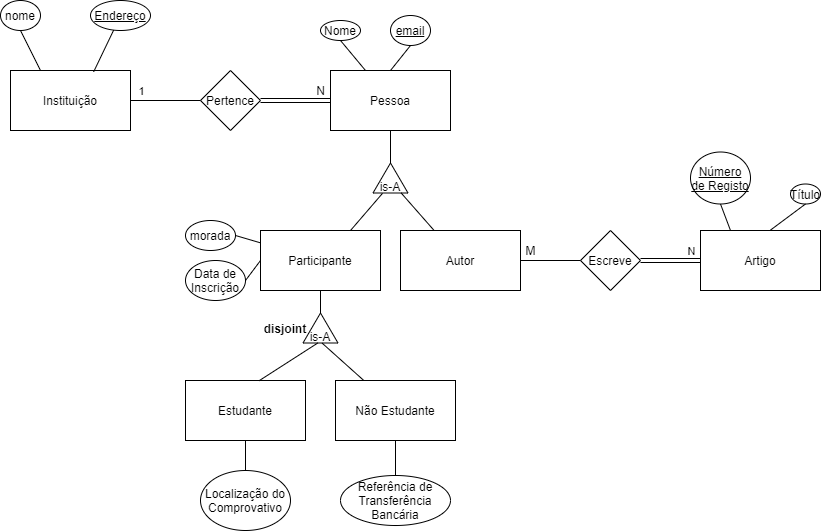 nome
Endereço
Nome
email
Instituição
1
Pertence
N
Pessoa
is-A
Número
de Registo
Título
morada
Data de
Inscrição
Participante
Autor
M
Escreve
N
Artigo
disjoint
is-A
Estudante
Não Estudante
Localização do
Comprovativo
Referência de
Transferência
Bancária